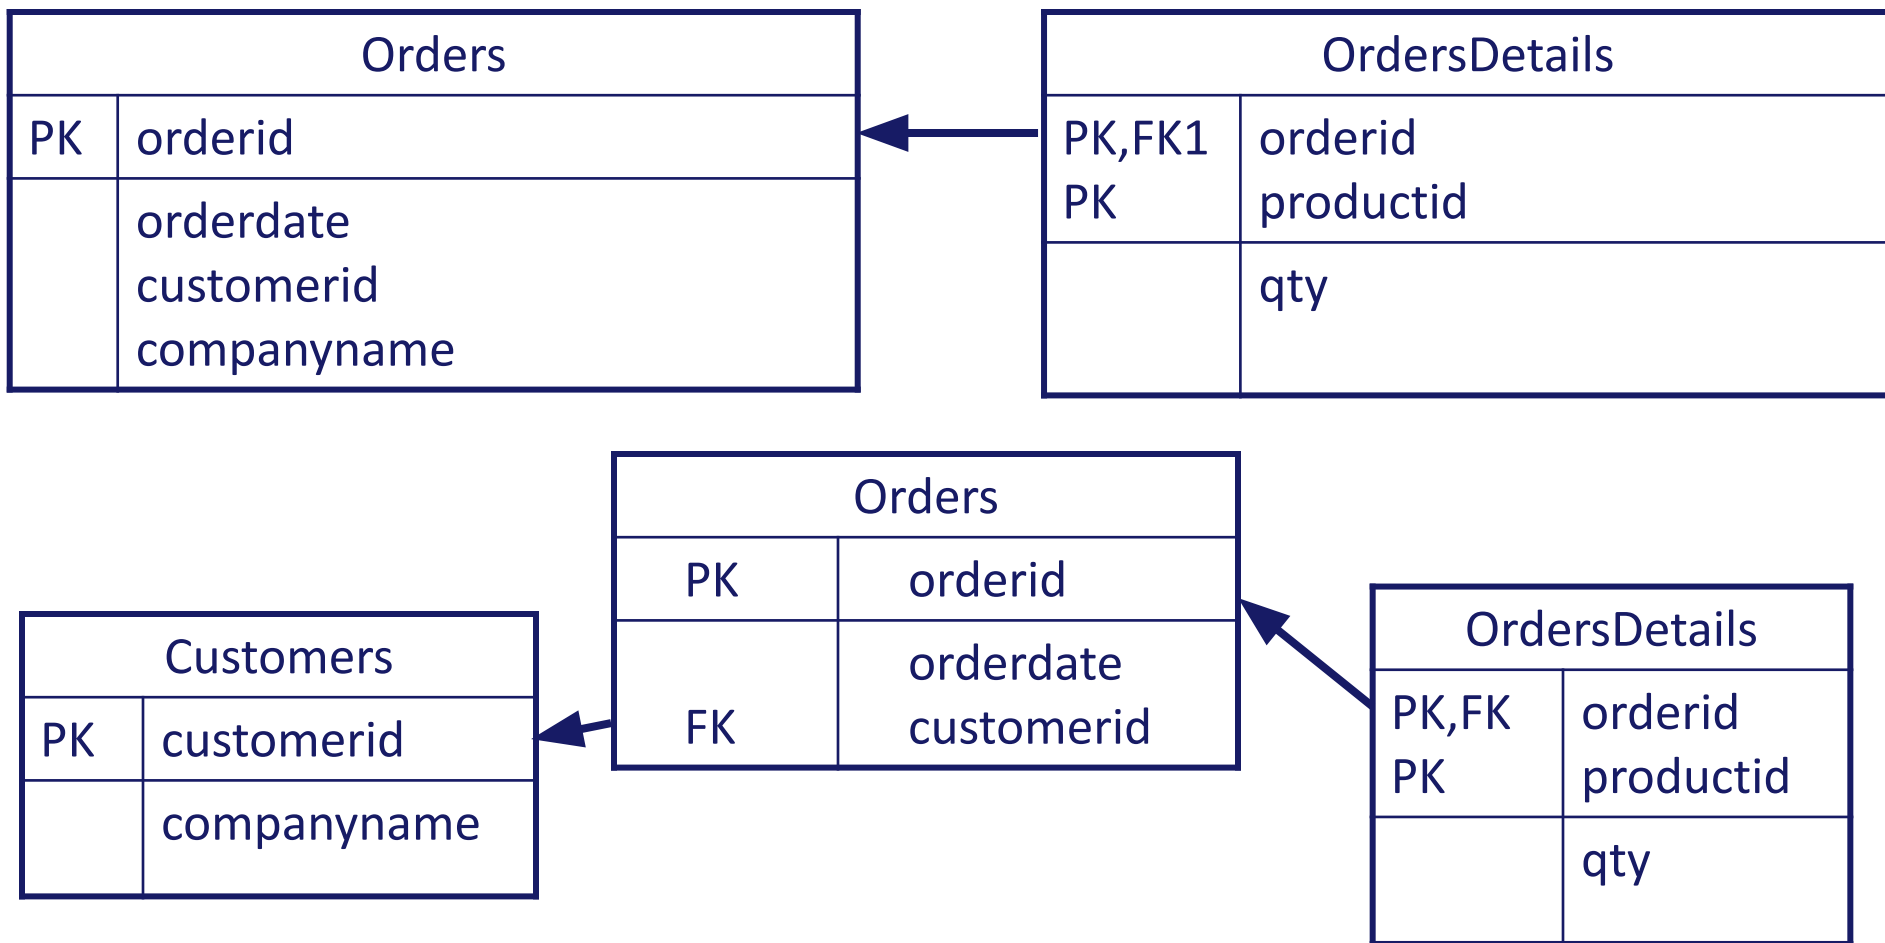 Orders
PK orderid
orderdate
customerid
companyname
OrdersDetails
PK,FK1 orderid
PK productid
qty
Orders
PK orderid
orderdate
FK customerid
Customers
PK customerid
companyname
OrdersDetails
PK,FK orderid
PK productid
qty